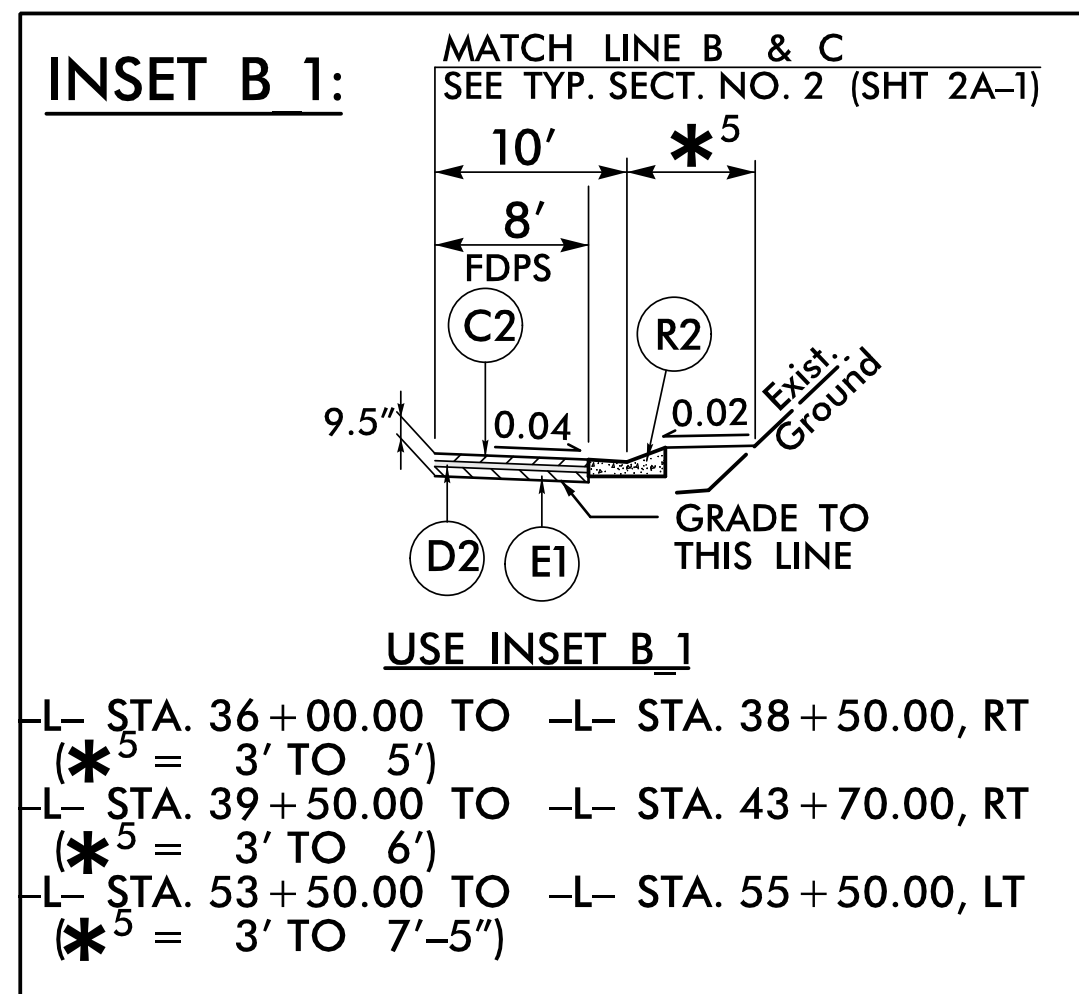 INSET B_1:
MATCH LINE B & C
SEE TYP. SECT. NO. 2 (SHT 2A–1)
10′
✱5
8′
FDPS
C2
R2
Exist.
Ground
9.5″
0.04
0.02
GRADE TO
THIS LINE
D2
E1
USE INSET B_1
–L– STA. 36+00.00 TO –L– STA. 38+50.00, RT
(✱5 = 3′ TO 5′)
–L– STA. 39+50.00 TO –L– STA. 43+70.00, RT
(✱5 = 3′ TO 6′)
–L– STA. 53+50.00 TO –L– STA. 55+50.00, LT
(✱5 = 3′ TO 7′–5″)